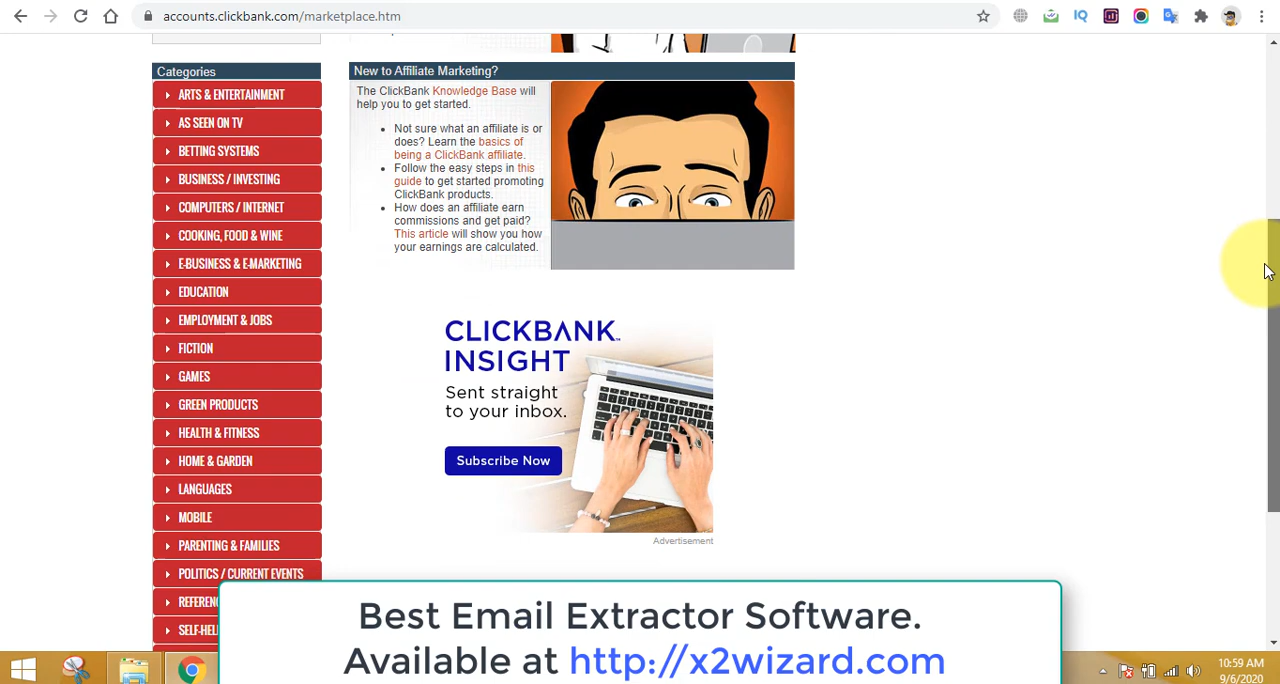 accounts.clickbank.com/marketplace.htm
Categories
ARTS & ENTERTAINMENT
AS SEEN ON TV
BETTING SYSTEMS
BUSINESS / INVESTING
COMPUTERS / INTERNET
COOKING, FOOD & WINE
E-BUSINESS & E-MARKETING
EDUCATION
EMPLOYMENT & JOBS
FICTION
GAMES
GREEN PRODUCTS
HEALTH & FITNESS
HOME & GARDEN
LANGUAGES
MOBILE
PARENTING & FAMILIES
POLITICS / CURRENT EVENTS
New to Affiliate Marketing?
The ClickBank Knowledge Base will
help you to get started.
Not sure what an affiliate is or
does? Learn the basics of
being a ClickBank affiliate.
Follow the easy steps in this
guide to get started promoting
ClickBank products.
How does an affiliate earn
commissions and get paid?
This article will show you how
your earnings are calculated.
CLICKBANK
INSIGHT
Sent straight
to your inbox.
Subscribe Now
Advertisement
Best Email Extractor Software.
Available at http://x2wizard.com
10:59 AM
9/6/2020